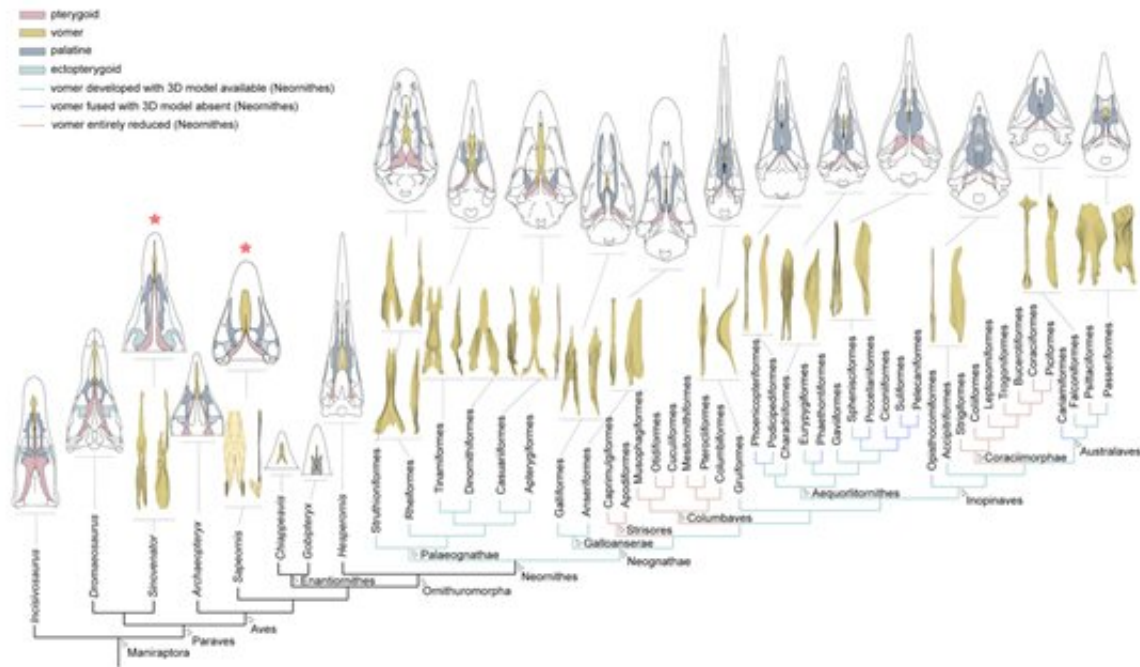 pterygoid
vomer
palatine
ectopterygoid
vomer developed with 3D model available (Neornithes)
vomer fused with 3D model absent (Neornithes)
vomer entirely reduced (Neornithes)
Incisivosaurus
Dromaeosaurus
Sinovenator
Archaeopteryx
Sapeornis
Chiappeavis
Gobipteryx
Hesperornis
Struthioniformes
Rheiformes
Tinamiformes
Dinornithiformes
Casuariiformes
Apterygiformes
Galliformes
Anseriformes
Caprimulgiformes
Apodiformes
Musophagiformes
Otidiformes
Cuculiformes
Mesitornithiformes
Pterocliformes
Columbiformes
Gruiformes
Phoenicopteriformes
Podicipediformes
Charadriiformes
Eurypygiformes
Phaethontiformes
Gaviiformes
Sphenisciformes
Procellariiformes
Ciconiiformes
Suliformes
Pelecaniformes
Opisthocomiformes
Accipitriformes
Strigiformes
Coliiformes
Leptosomiformes
Trogoniformes
Bucerotiformes
Coraciiformes
Piciformes
Cariamiformes
Falconiformes
Psittaciformes
Passeriformes
Australaves
Coraciimorphae
Aequorlitornithes
Inopinaves
Columbaves
Strisores
Galloanserae
Palaeognathae
Neognathae
Neornithes
Enantiornithes
Ornithuromorpha
Aves
Paraves
Maniraptora